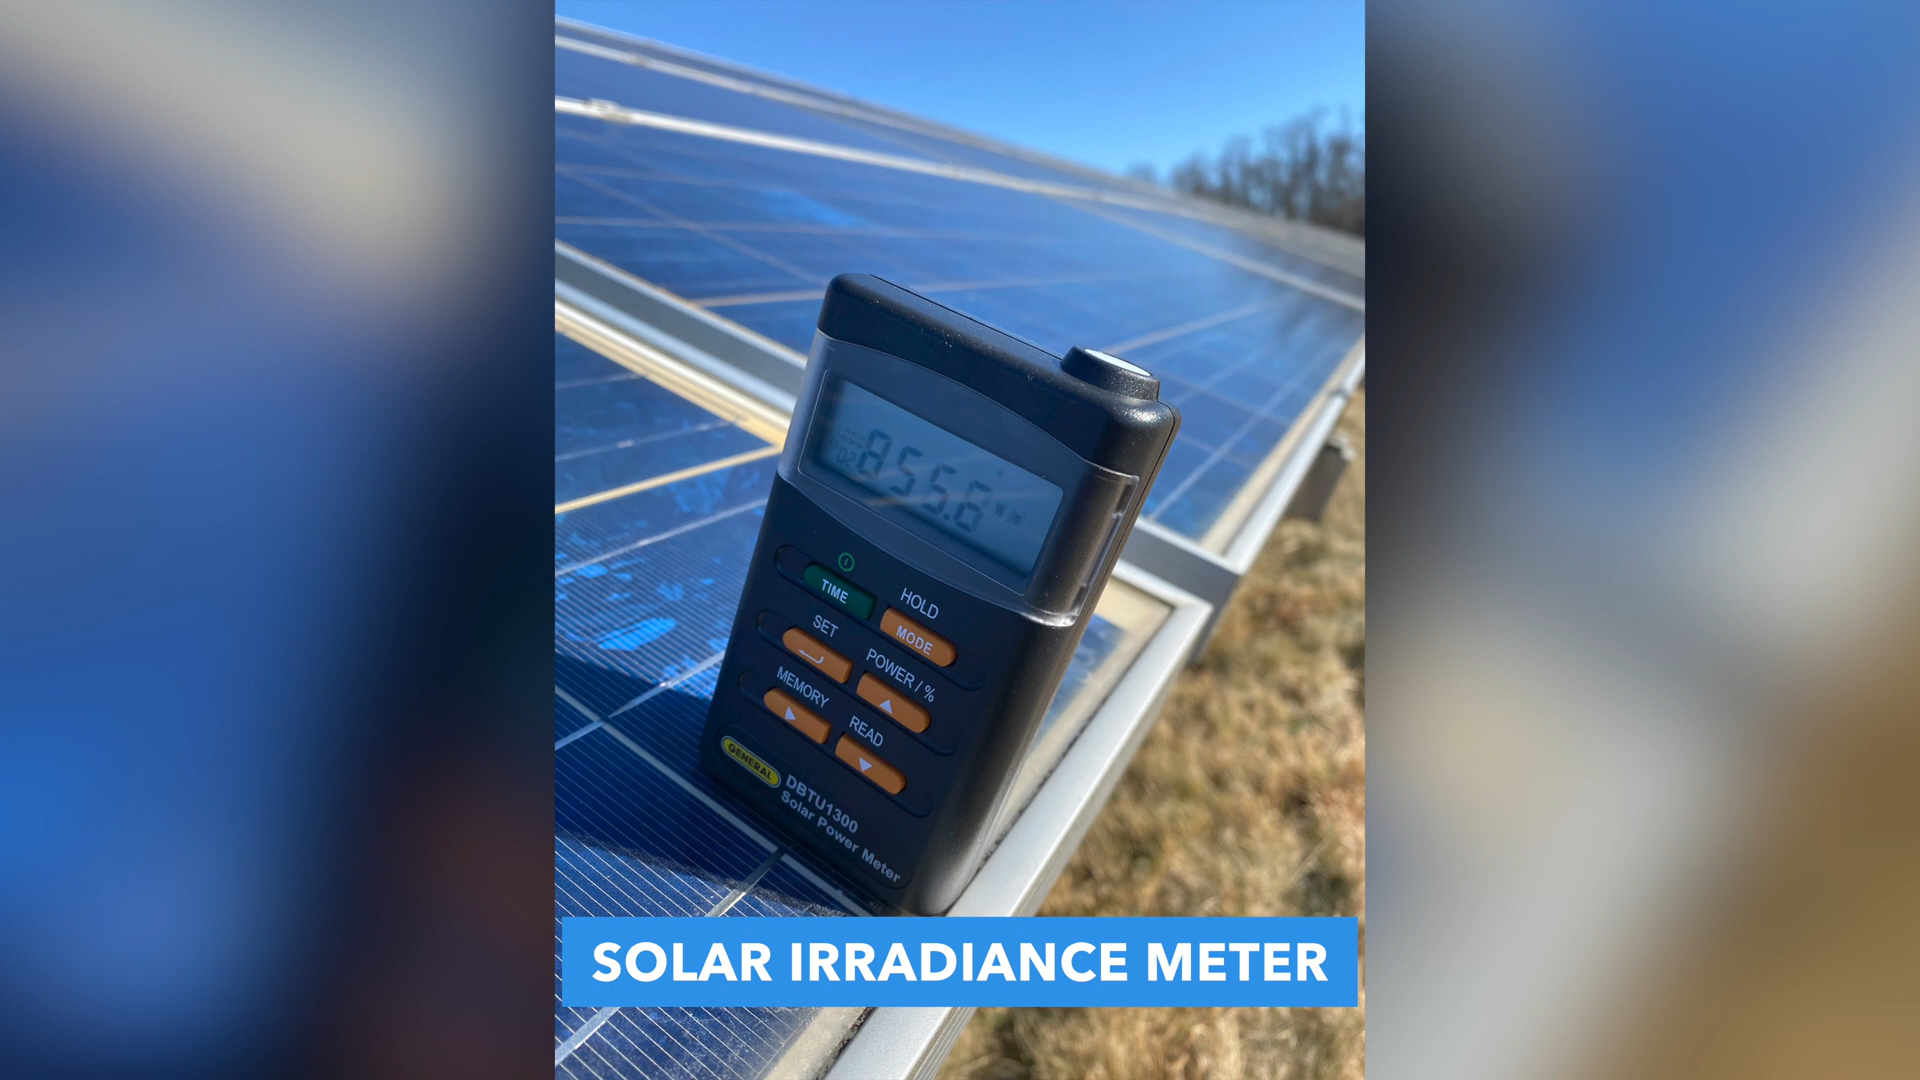 855.6 W/m²
TIME
HOLD
MODE
SET
POWER / %
MEMORY
READ
GENERAL
DBTU1300
Solar Power Meter
SOLAR IRRADIANCE METER